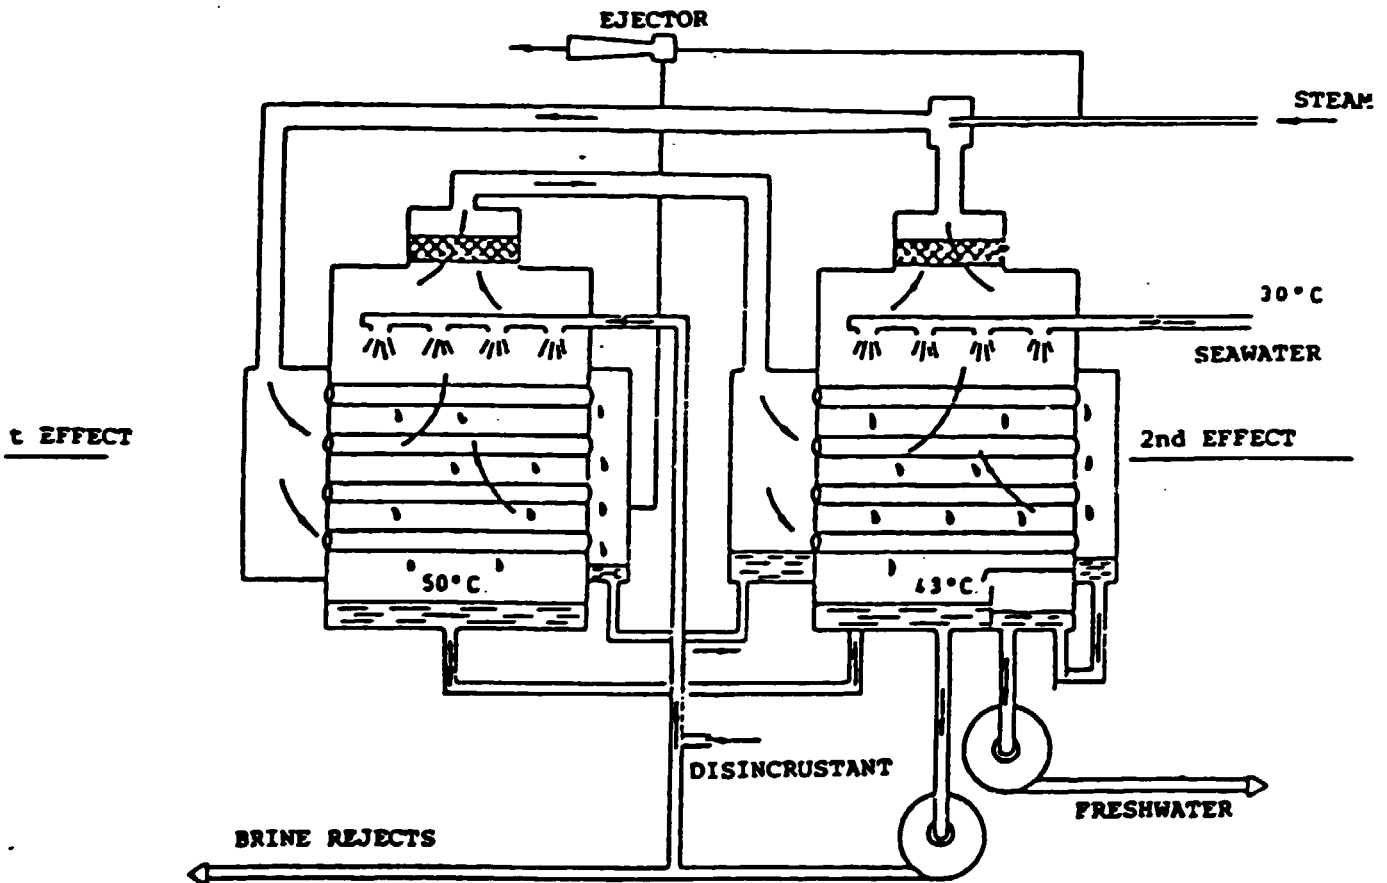 EJECTOR
STEAM
30°C
SEAWATER
t EFFECT
2nd EFFECT
50°C
43°C
DISINCRUSTANT
FRESHWATER
BRINE REJECTS